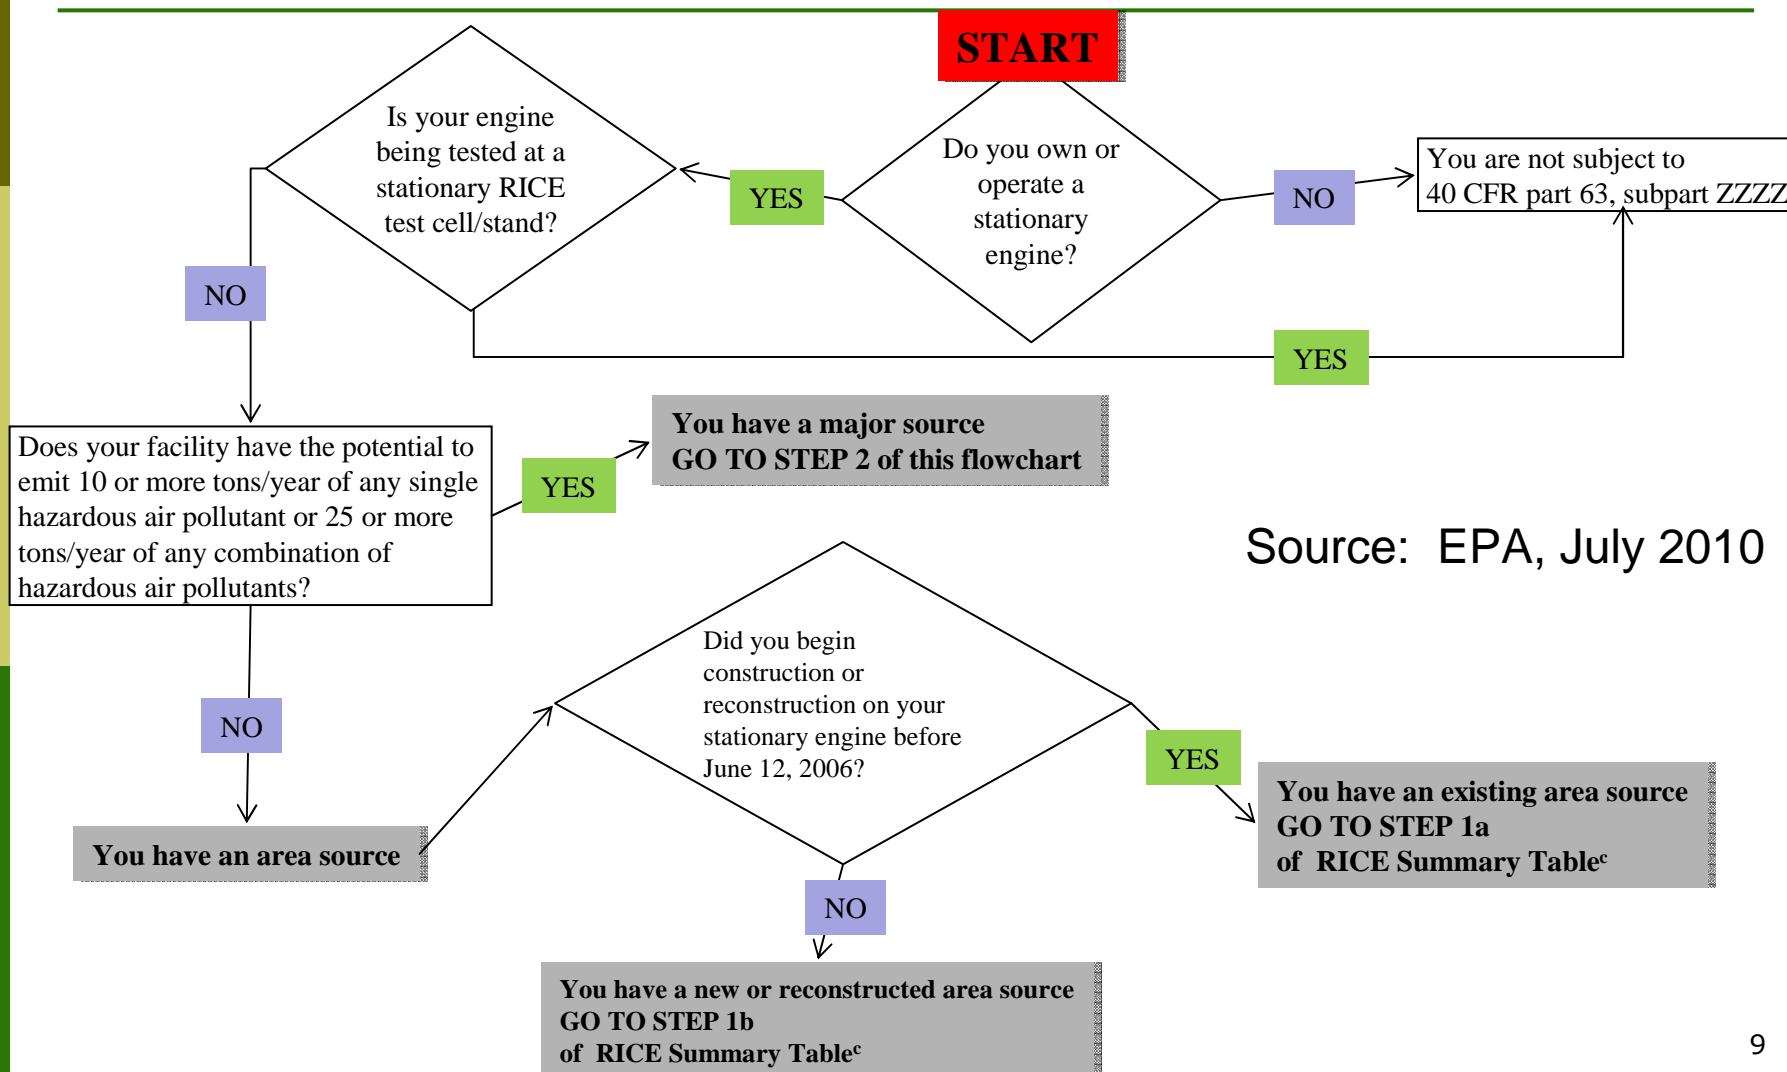 START
Is your engine
being tested at a
stationary RICE
test cell/stand?
Do you own or
operate a
stationary
engine?
YES
NO
You are not subject to
40 CFR part 63, subpart ZZZZ
NO
YES
Does your facility have the potential to
emit 10 or more tons/year of any single
hazardous air pollutant or 25 or more
tons/year of any combination of
hazardous air pollutants?
YES
You have a major source
GO TO STEP 2 of this flowchart
Source: EPA, July 2010
NO
You have an area source
Did you begin
construction or
reconstruction on your
stationary engine before
June 12, 2006?
YES
You have an existing area source
GO TO STEP 1a
of RICE Summary Tableᶜ
NO
You have a new or reconstructed area source
GO TO STEP 1b
of RICE Summary Tableᶜ
9